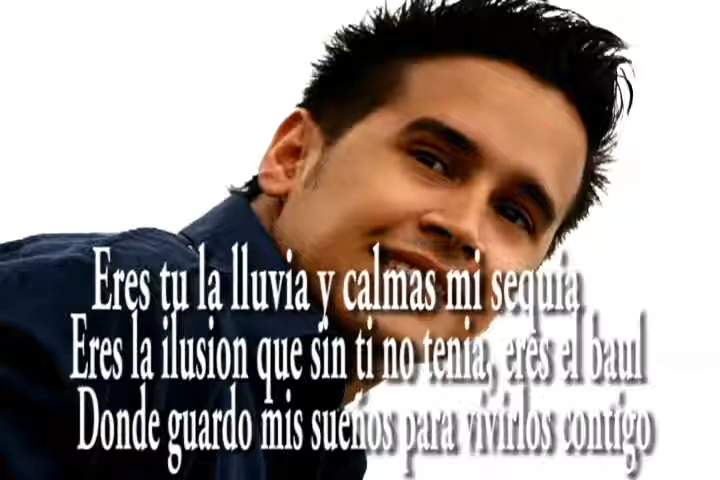 Eres tu la lluvia y calmas mi sequia
Eres la ilusion que sin ti no tenia, eres el baul
Donde guardo mis sueños para vivirlos contigo